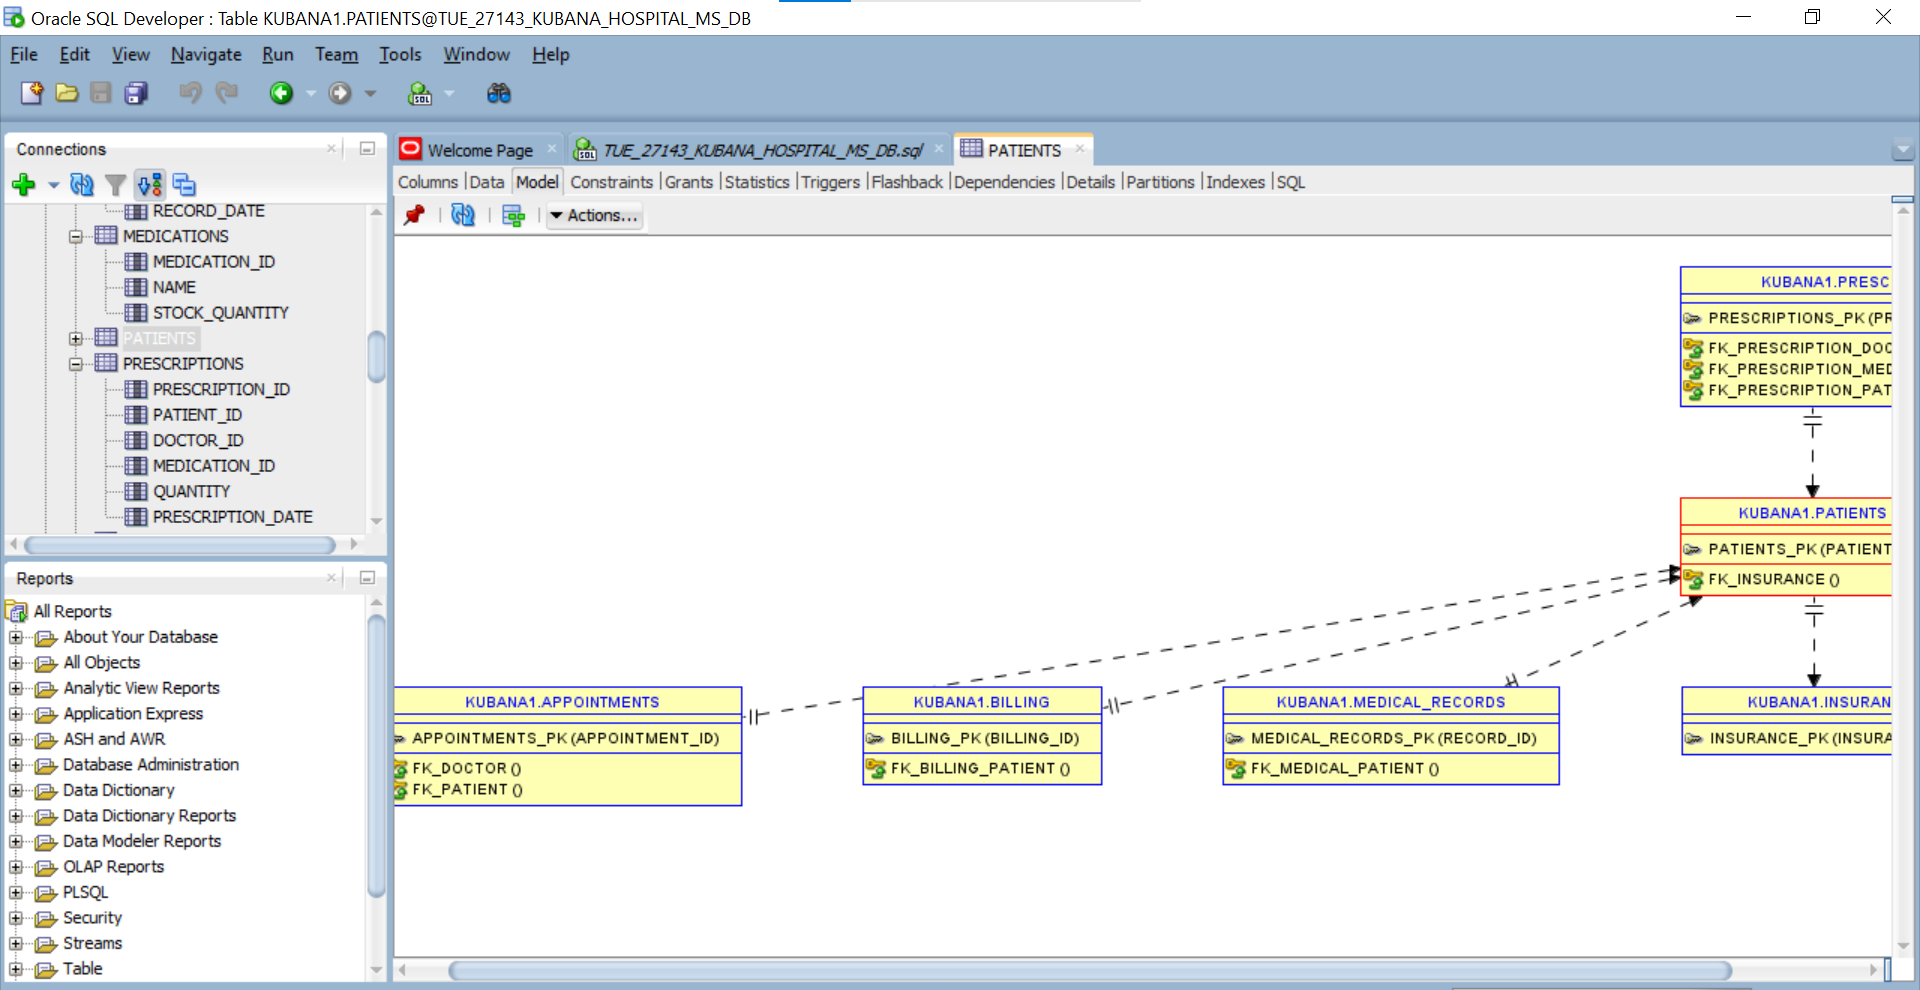 Oracle SQL Developer : Table KUBANA1.PATIENTS@TUE_27143_KUBANA_HOSPITAL_MS_DB
File Edit View Navigate Run Team Tools Window Help
Connections
RECORD_DATE
MEDICATIONS
MEDICATION_ID
NAME
STOCK_QUANTITY
PATIENTS
PRESCRIPTIONS
PRESCRIPTION_ID
PATIENT_ID
DOCTOR_ID
MEDICATION_ID
QUANTITY
PRESCRIPTION_DATE
Reports
All Reports
About Your Database
All Objects
Analytic View Reports
Application Express
ASH and AWR
Database Administration
Data Dictionary
Data Dictionary Reports
Data Modeler Reports
OLAP Reports
PLSQL
Security
Streams
Table
Welcome Page
TUE_27143_KUBANA_HOSPITAL_MS_DB.sql
PATIENTS
Columns Data Model Constraints Grants Statistics Triggers Flashback Dependencies Details Partitions Indexes SQL
Actions...
KUBANA1.PRESC
PRESCRIPTIONS_PK (PR
FK_PRESCRIPTION_DOC
FK_PRESCRIPTION_MED
FK_PRESCRIPTION_PAT
KUBANA1.PATIENTS
PATIENTS_PK (PATIENT
FK_INSURANCE ()
KUBANA1.APPOINTMENTS
APPOINTMENTS_PK (APPOINTMENT_ID)
FK_DOCTOR ()
FK_PATIENT ()
KUBANA1.BILLING
BILLING_PK (BILLING_ID)
FK_BILLING_PATIENT ()
KUBANA1.MEDICAL_RECORDS
MEDICAL_RECORDS_PK (RECORD_ID)
FK_MEDICAL_PATIENT ()
KUBANA1.INSURAN
INSURANCE_PK (INSURA